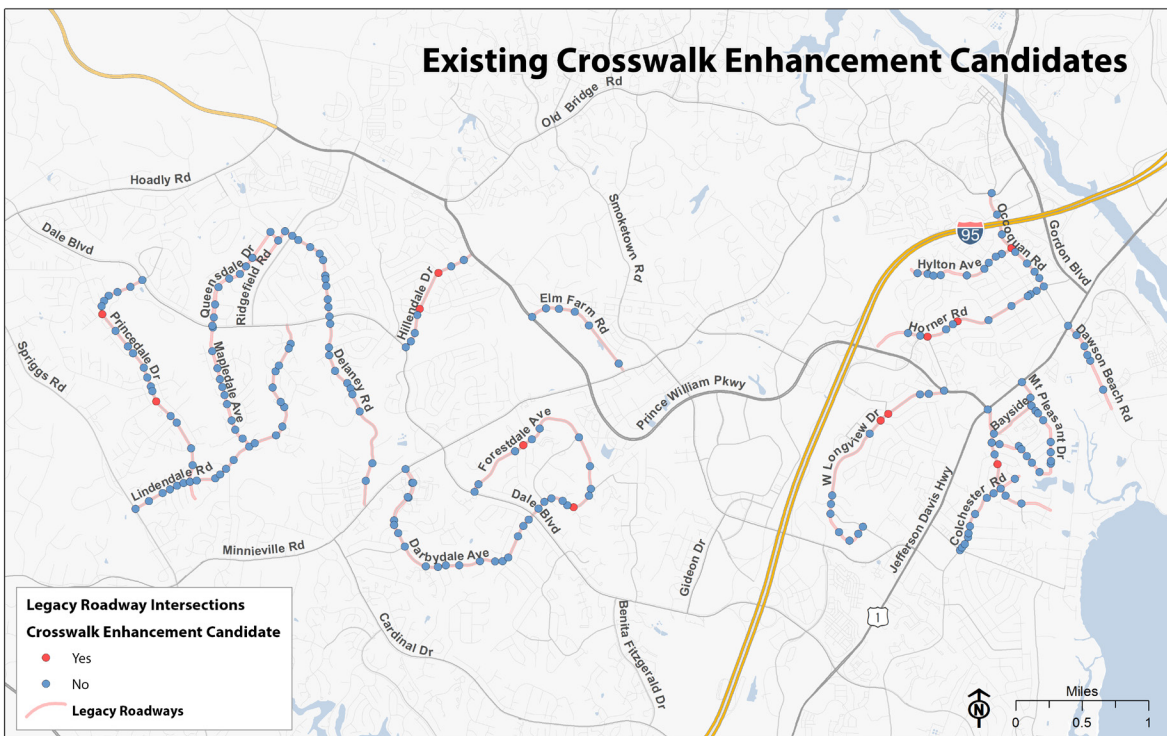 Existing Crosswalk Enhancement Candidates
Old Bridge Rd
Hoadly Rd
Smoketown Rd
Occoquan Rd
Gordon Blvd
95
Dale Blvd
Queensdale Dr
Ridgefield Rd
Hylton Ave
Hillendale Dr
Elm Farm Rd
Horner Rd
Princedale Dr
Spriggs Rd
Mapledale Ave
Delaney Rd
Dawson Beach Rd
Prince William Pkwy
Mt Pleasant Dr
Bayside
Forestdale Ave
W Longview Dr
Lindendale Rd
Dale Blvd
Colchester Rd
Jefferson Davis Hwy
Minnieville Rd
Darbydale Ave
Gideon Dr
Cardinal Dr
Benita Fitzgerald Dr
1
Legacy Roadway Intersections
Crosswalk Enhancement Candidate
Yes
No
Legacy Roadways
N
Miles
0 0.5 1